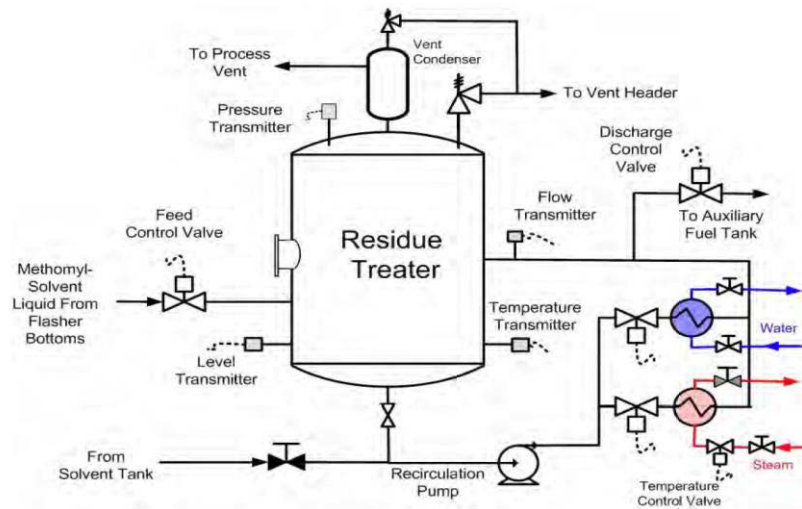 Vent
Condenser
To Process
Vent
To Vent Header
Pressure
Transmitter
Discharge
Control
Valve
Feed
Control Valve
Flow
Transmitter
To Auxiliary
Fuel Tank
Residue
Treater
Methomyl-
Solvent
Liquid From
Flasher
Bottoms
Temperature
Transmitter
Water
Level
Transmitter
From
Solvent Tank
Recirculation
Pump
Steam
Temperature
Control Valve